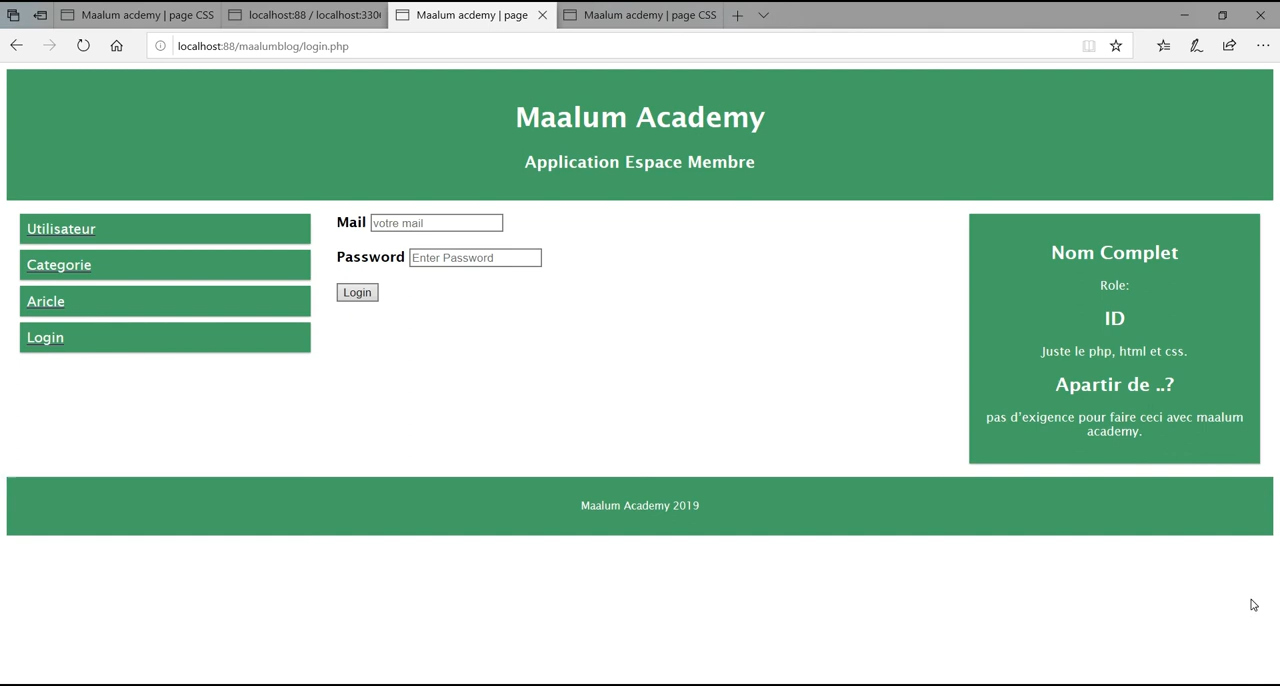 Maalum acdemy | page CSS
localhost:88 / localhost:330
Maalum acdemy | page
Maalum acdemy | page CSS
localhost:88/maalumblog/login.php
Maalum Academy
Application Espace Membre
Utilisateur
Categorie
Aricle
Login
Mail votre mail
Password Enter Password
Login
Nom Complet
Role:
ID
Juste le php, html et css.
Apartir de ..?
pas d'exigence pour faire ceci avec maalum
academy.
Maalum Academy 2019